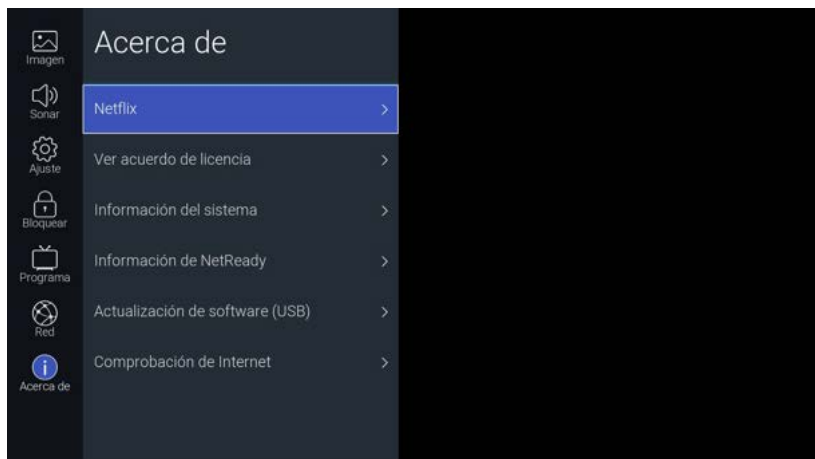 Imagen
Acerca de
Sonar
Netflix
Ajuste
Ver acuerdo de licencia
Bloquear
Información del sistema
Programa
Información de NetReady
Red
Actualización de software (USB)
Acerca de
Comprobación de Internet